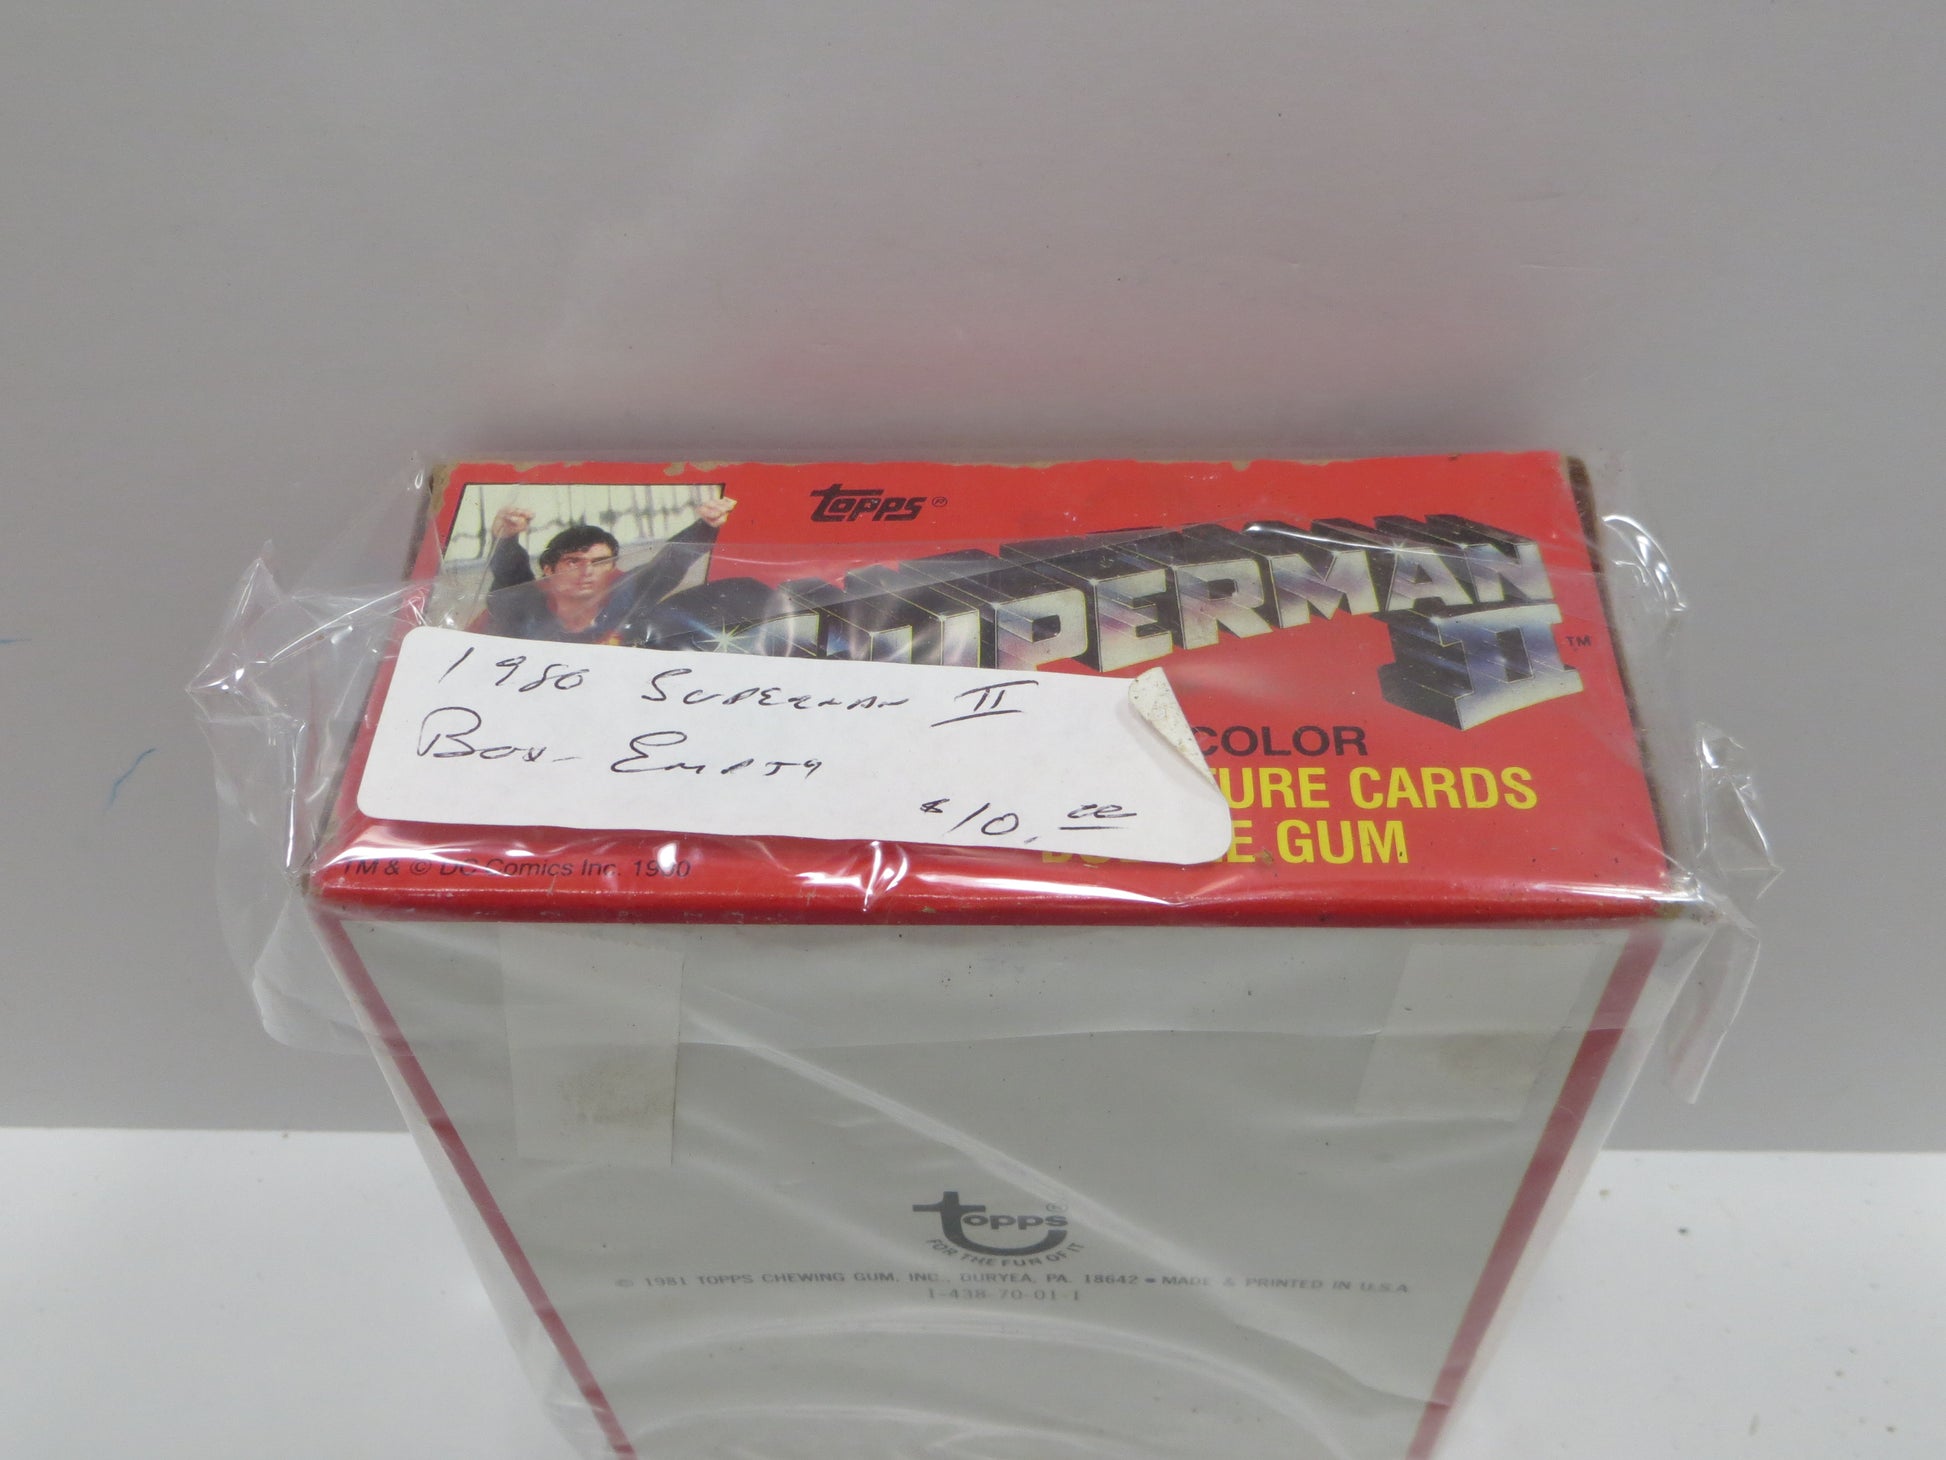 topps®
SUPERMAN
II ™
1980 SUPERMAN II
BOX - EMPTY
$10.00
COLOR
TURE CARDS
BUBBLE GUM
TM & © DC Comics Inc. 1980
topps®
FOR THE FUN OF IT
© 1981 TOPPS CHEWING GUM, INC., DURYEA, PA. 18642 • MADE & PRINTED IN U.S.A
1-438-70-01-1